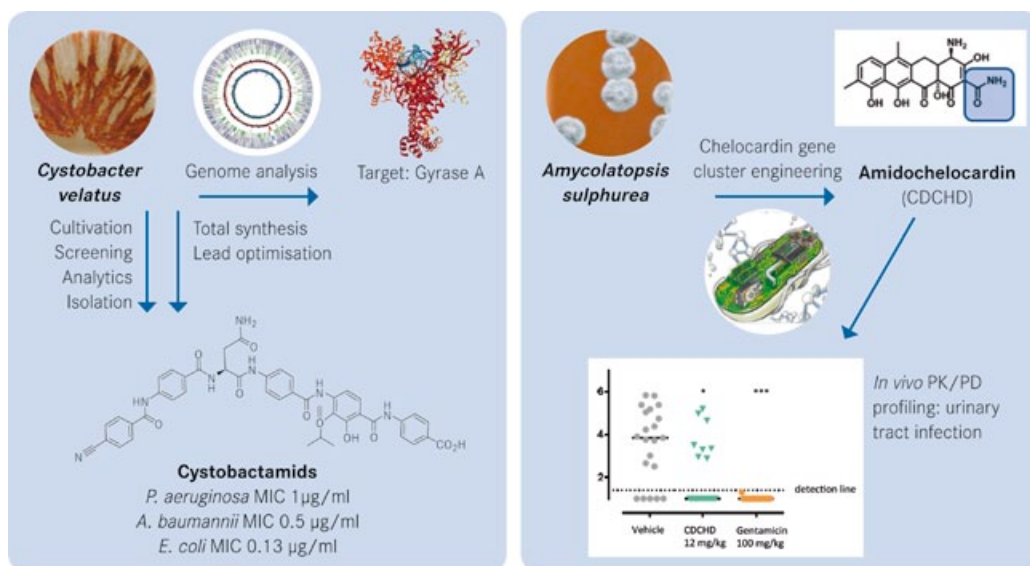 Cystobacter
velatus
Genome analysis
Target: Gyrase A
Cultivation
Screening
Analytics
Isolation
Total synthesis
Lead optimisation
NH₂
O
O
H
N
N
H
O
NH
O
N
O
H
N
O
OH
O
H
N
CO₂H
Cystobactamids
P. aeruginosa MIC 1µg/ml
A. baumannii MIC 0.5 µg/ml
E. coli MIC 0.13 µg/ml
Amycolatopsis
sulphurea
Chelocardin gene
cluster engineering
NH₂
OH
NH₂
OH
OH
O
OH
O
O
Amidochelocardin
(CDCHD)
In vivo PK/PD
profiling: urinary
tract infection
6
4
2
*
***
detection line
Vehicle
CDCHD
12 mg/kg
Gentamicin
100 mg/kg